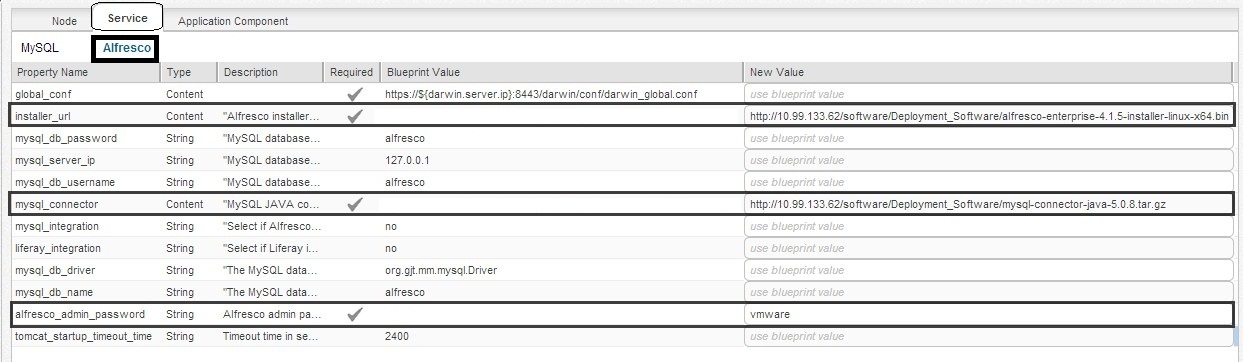 Node Service Application Component
MySQL Alfresco
Property Name Type Description Required Blueprint Value New Value
global_conf Content https://${darwin.server.ip}:8443/darwin/conf/darwin_global.conf use blueprint value
installer_url Content "Alfresco installer... http://10.99.133.62/software/Deployment_Software/alfresco-enterprise-4.1.5-installer-linux-x64.bin
mysql_db_password String "MySQL database... alfresco use blueprint value
mysql_server_ip String "MySQL database... 127.0.0.1 use blueprint value
mysql_db_username String "MySQL database... alfresco use blueprint value
mysql_connector Content "MySQL JAVA co... http://10.99.133.62/software/Deployment_Software/mysql-connector-java-5.0.8.tar.gz
mysql_integration String "Select if Alfresco... no use blueprint value
liferay_integration String "Select if Liferay i... no use blueprint value
mysql_db_driver String "The MySQL data... org.gjt.mm.mysql.Driver use blueprint value
mysql_db_name String "The MySQL data... alfresco use blueprint value
alfresco_admin_password String Alfresco admin pa... vmware
tomcat_startup_timeout_time String Timeout time in se... 2400 use blueprint value